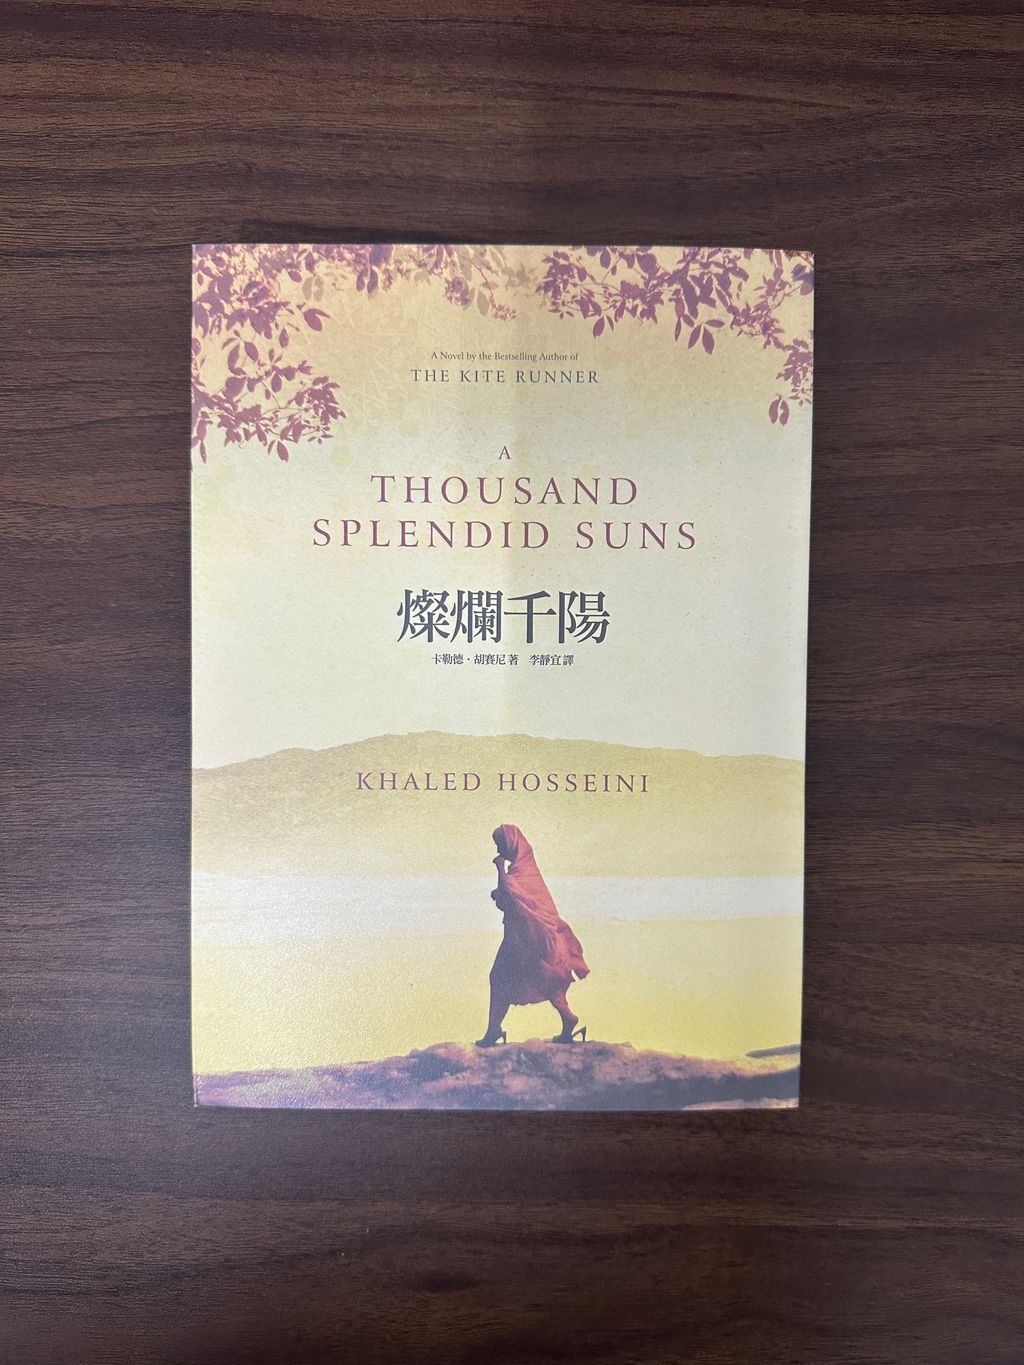 A Novel by the Bestselling Author of
THE KITE RUNNER
A
THOUSAND
SPLENDID SUNS
燦爛千陽
卡勒德・胡賽尼 著　李靜宜 譯
KHALED HOSSEINI